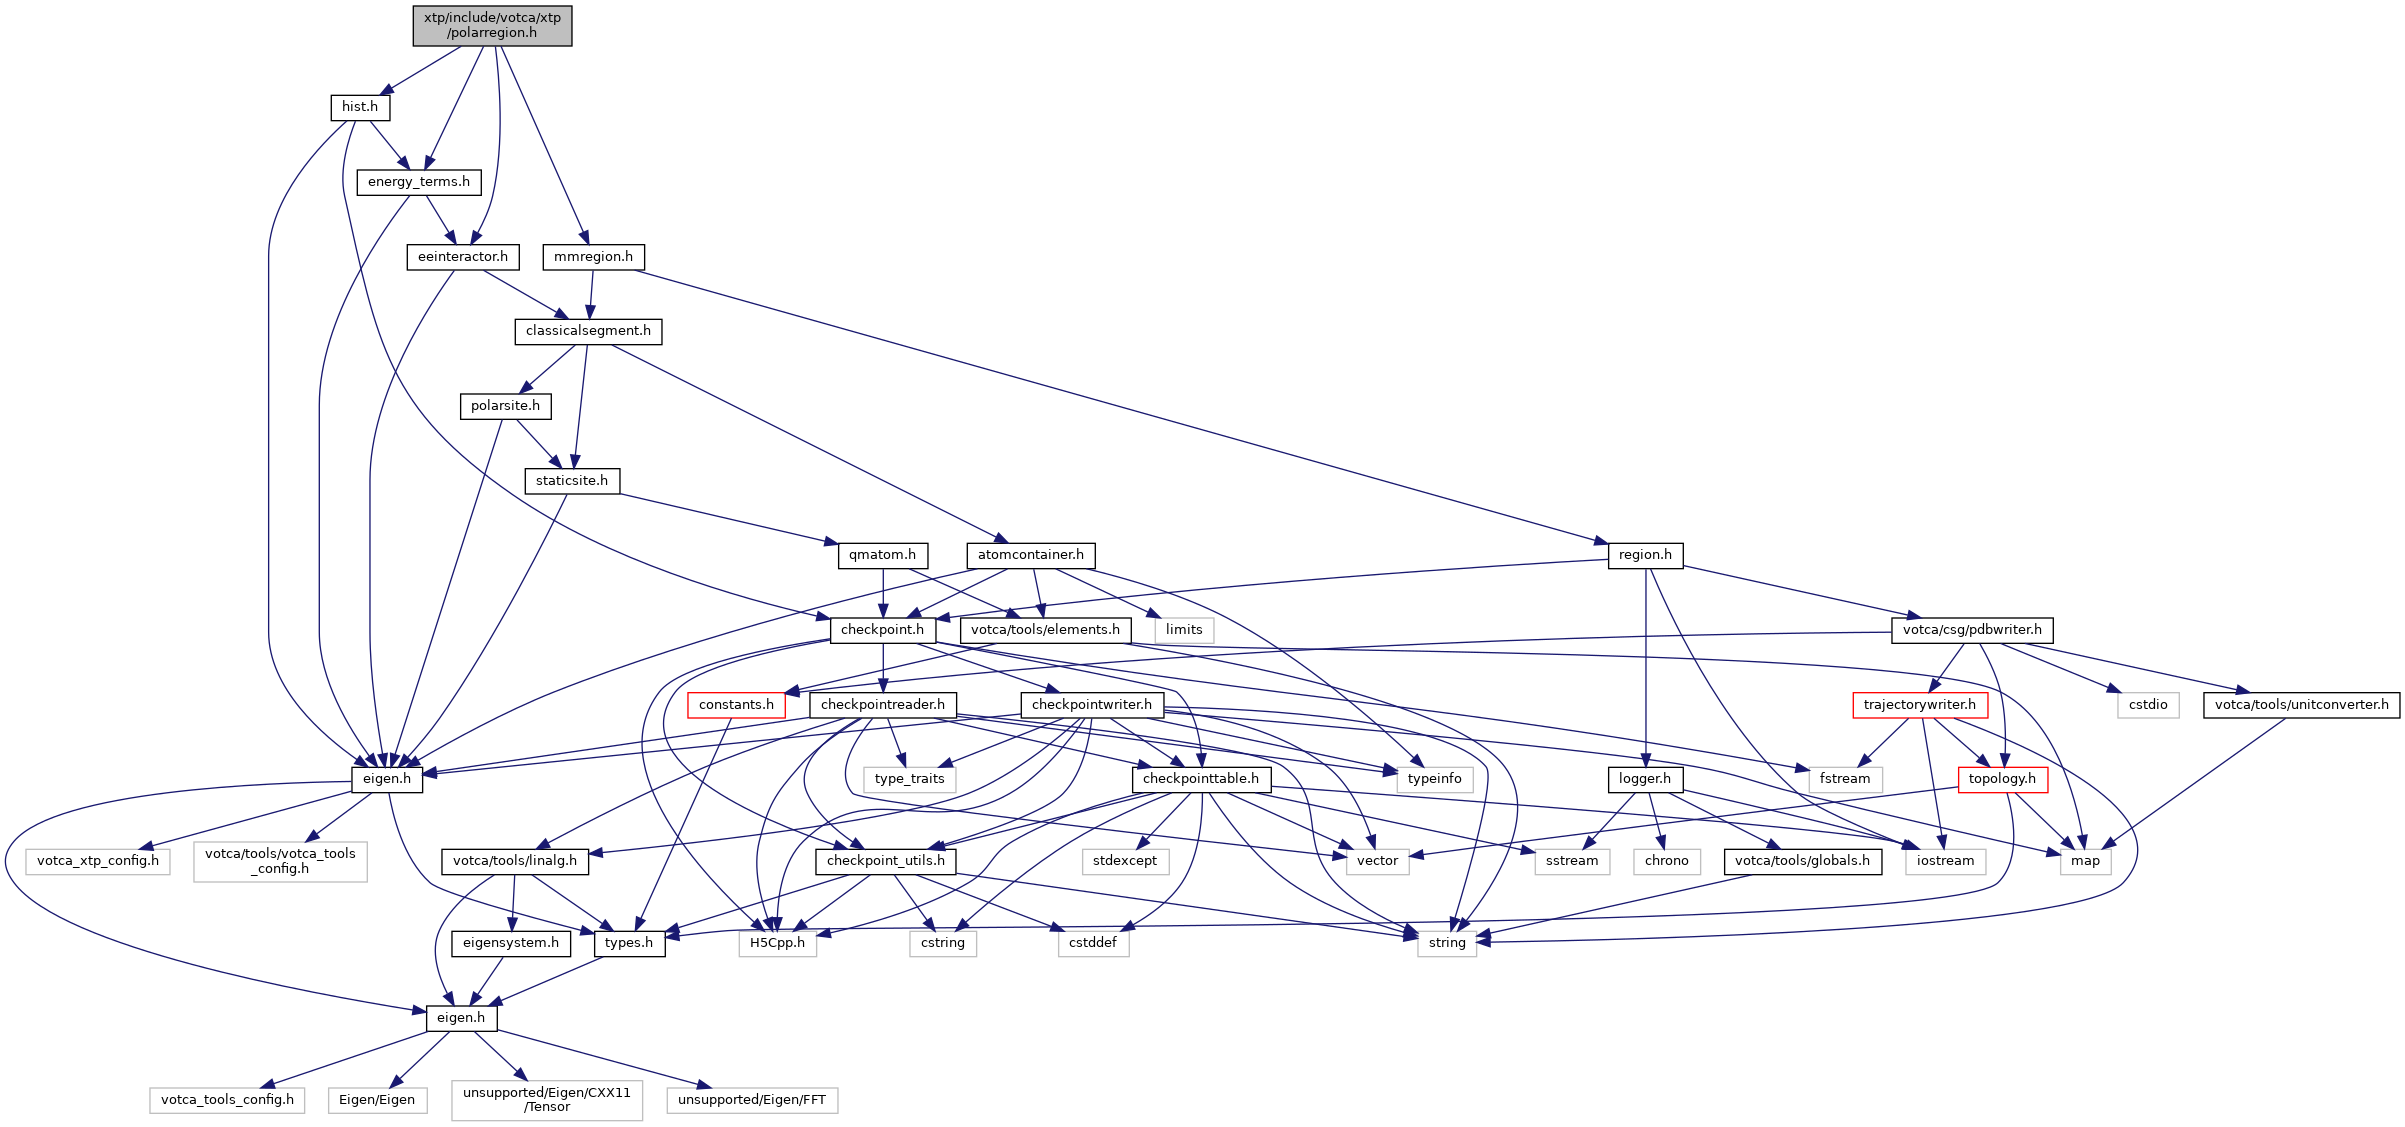 xtp/include/votca/xtp
/polarregion.h
hist.h
energy_terms.h
eeinteractor.h
mmregion.h
classicalsegment.h
polarsite.h
staticsite.h
qmatom.h
atomcontainer.h
region.h
checkpoint.h
votca/tools/elements.h
limits
votca/csg/pdbwriter.h
constants.h
checkpointreader.h
checkpointwriter.h
trajectorywriter.h
cstdio
votca/tools/unitconverter.h
eigen.h
type_traits
checkpointtable.h
typeinfo
logger.h
fstream
topology.h
votca_xtp_config.h
votca/tools/votca_tools
_config.h
votca/tools/linalg.h
checkpoint_utils.h
stdexcept
vector
sstream
chrono
votca/tools/globals.h
iostream
map
eigensystem.h
types.h
H5Cpp.h
cstring
cstddef
string
eigen.h
votca_tools_config.h
Eigen/Eigen
unsupported/Eigen/CXX11
/Tensor
unsupported/Eigen/FFT